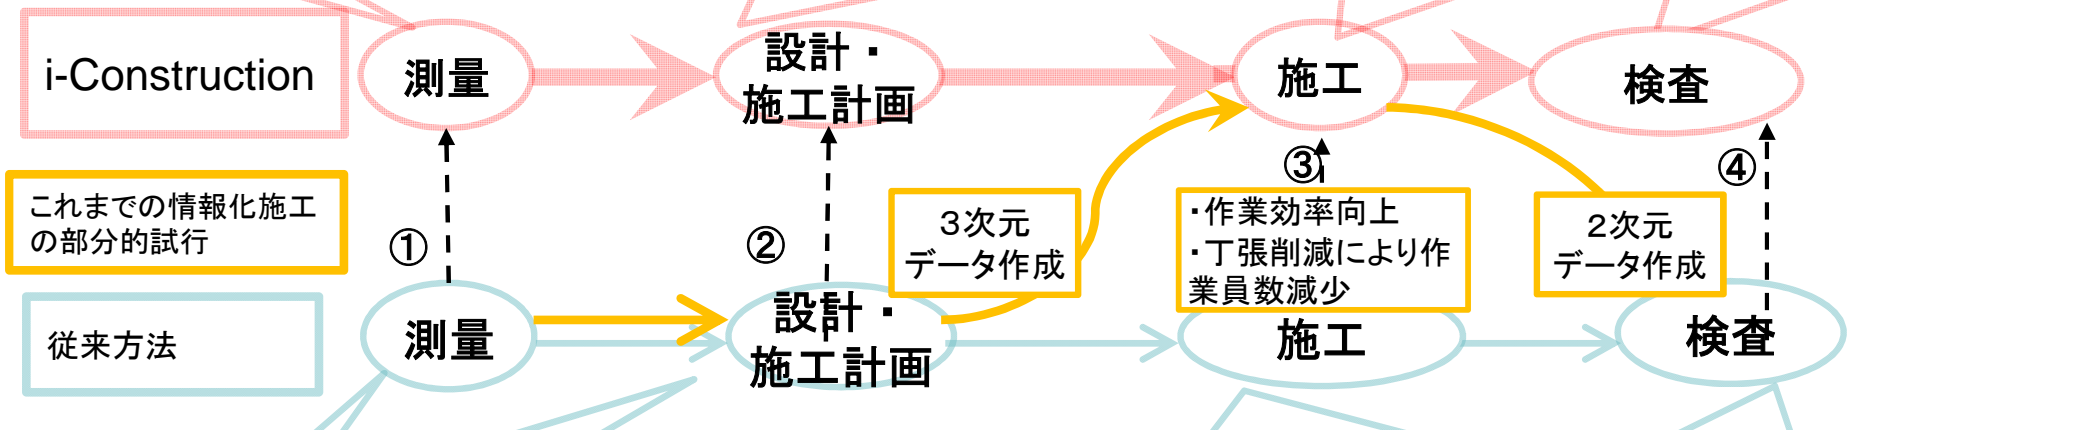 i-Construction
測量
設計・
施工計画
施工
検査
これまでの情報化施工
の部分的試行
①
②
③
④
３次元
データ作成
・作業効率向上
・丁張削減により作
業員数減少
２次元
データ作成
従来方法
測量
設計・
施工計画
施工
検査